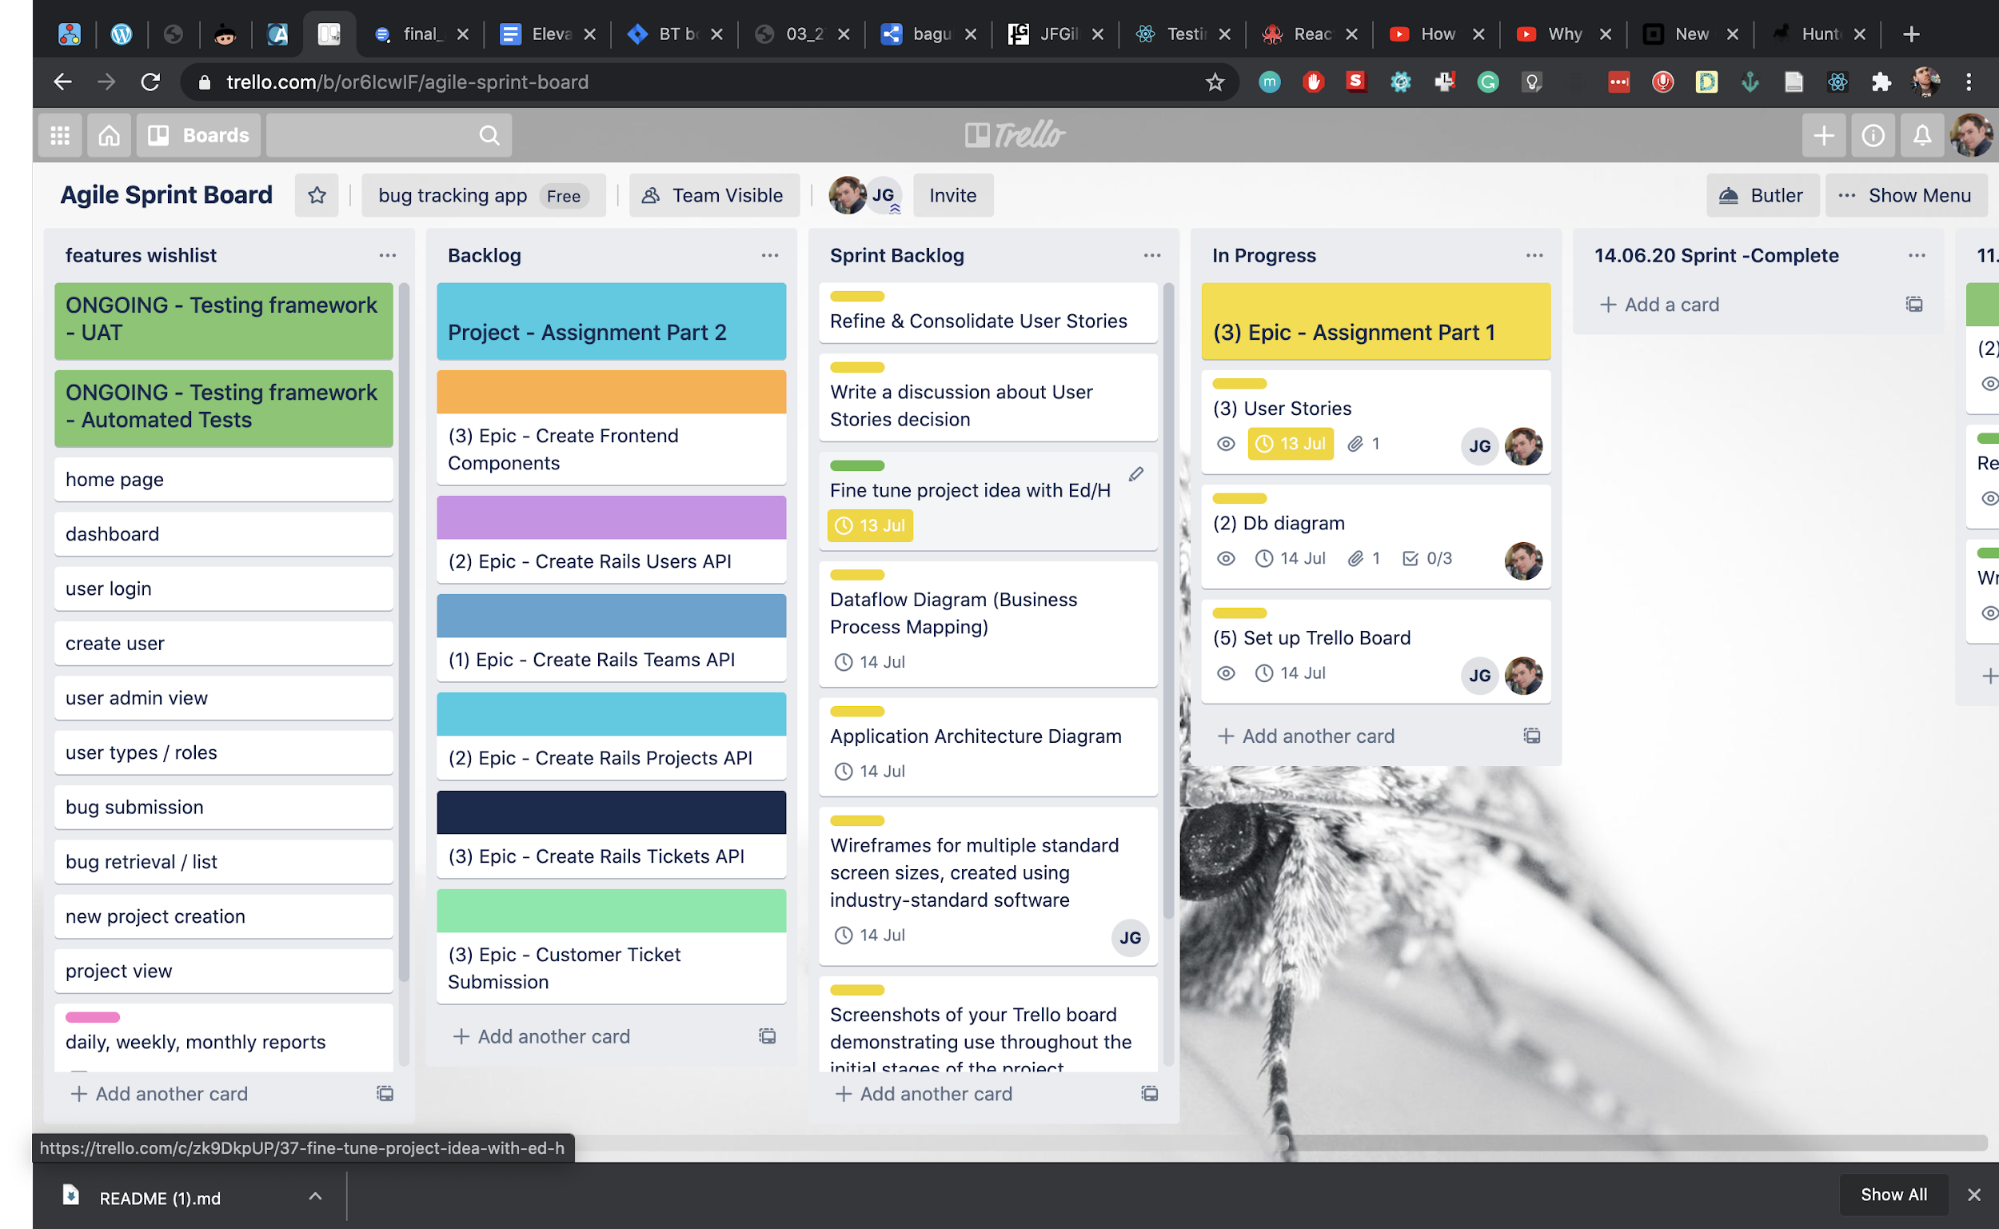 final_
Eleva
BT bo
03_2
bagu
JFGil
Testin
Reac
How
Why
New
Hunt
trello.com/b/or6IcwIF/agile-sprint-board
Boards
Trello
Agile Sprint Board
bug tracking app Free
Team Visible
JG
Invite
Butler
... Show Menu
features wishlist
ONGOING - Testing framework
- UAT
ONGOING - Testing framework
- Automated Tests
home page
dashboard
user login
create user
user admin view
user types / roles
bug submission
bug retrieval / list
new project creation
project view
daily, weekly, monthly reports
+ Add another card
Backlog
Project - Assignment Part 2
(3) Epic - Create Frontend
Components
(2) Epic - Create Rails Users API
(1) Epic - Create Rails Teams API
(2) Epic - Create Rails Projects API
(3) Epic - Create Rails Tickets API
(3) Epic - Customer Ticket
Submission
+ Add another card
Sprint Backlog
Refine & Consolidate User Stories
Write a discussion about User
Stories decision
Fine tune project idea with Ed/H
13 Jul
Dataflow Diagram (Business
Process Mapping)
14 Jul
Application Architecture Diagram
14 Jul
Wireframes for multiple standard
screen sizes, created using
industry-standard software
14 Jul
JG
Screenshots of your Trello board
demonstrating use throughout the
initial stages of the project
+ Add another card
In Progress
(3) Epic - Assignment Part 1
(3) User Stories
13 Jul 1 JG
(2) Db diagram
14 Jul 1 0/3
(5) Set up Trello Board
14 Jul JG
+ Add another card
14.06.20 Sprint -Complete
+ Add a card
11.
(2)
Re
Wr
https://trello.com/c/zk9DkpUP/37-fine-tune-project-idea-with-ed-h
README (1).md
Show All